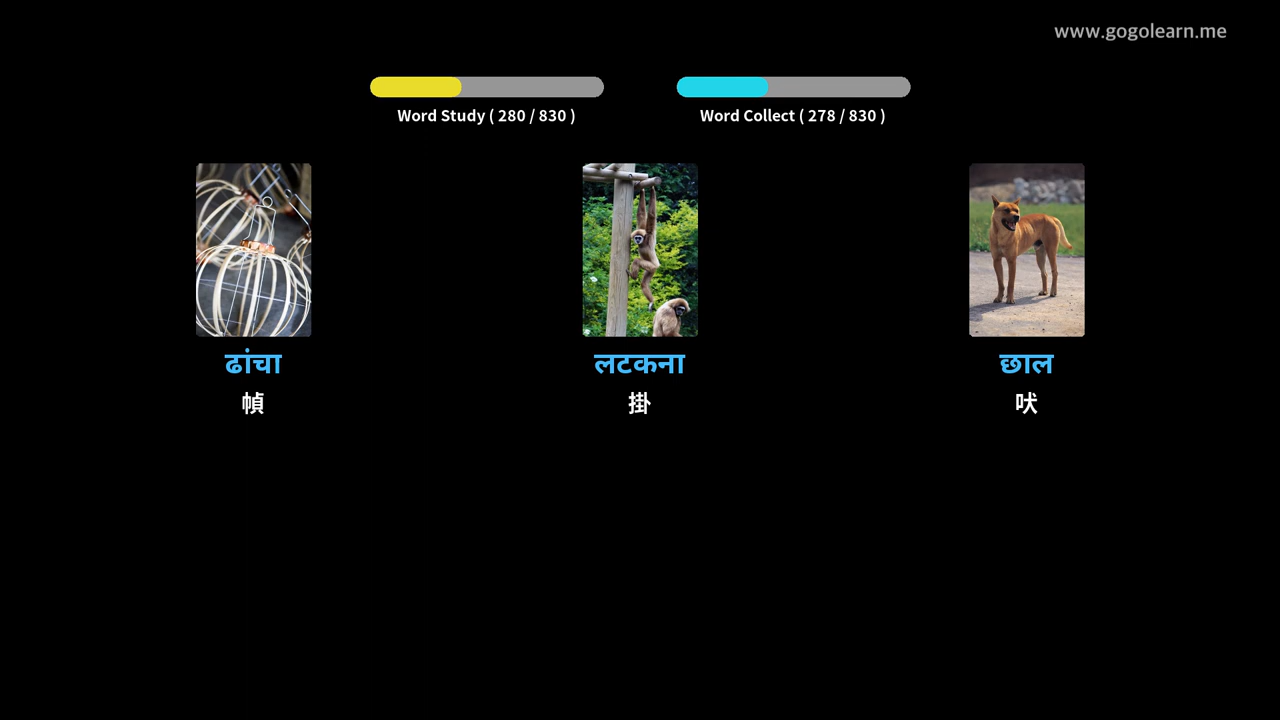 www.gogolearn.me
Word Study ( 280 / 830 )
Word Collect ( 278 / 830 )
ढांचा
लटकना
छाल
幀
掛
吠